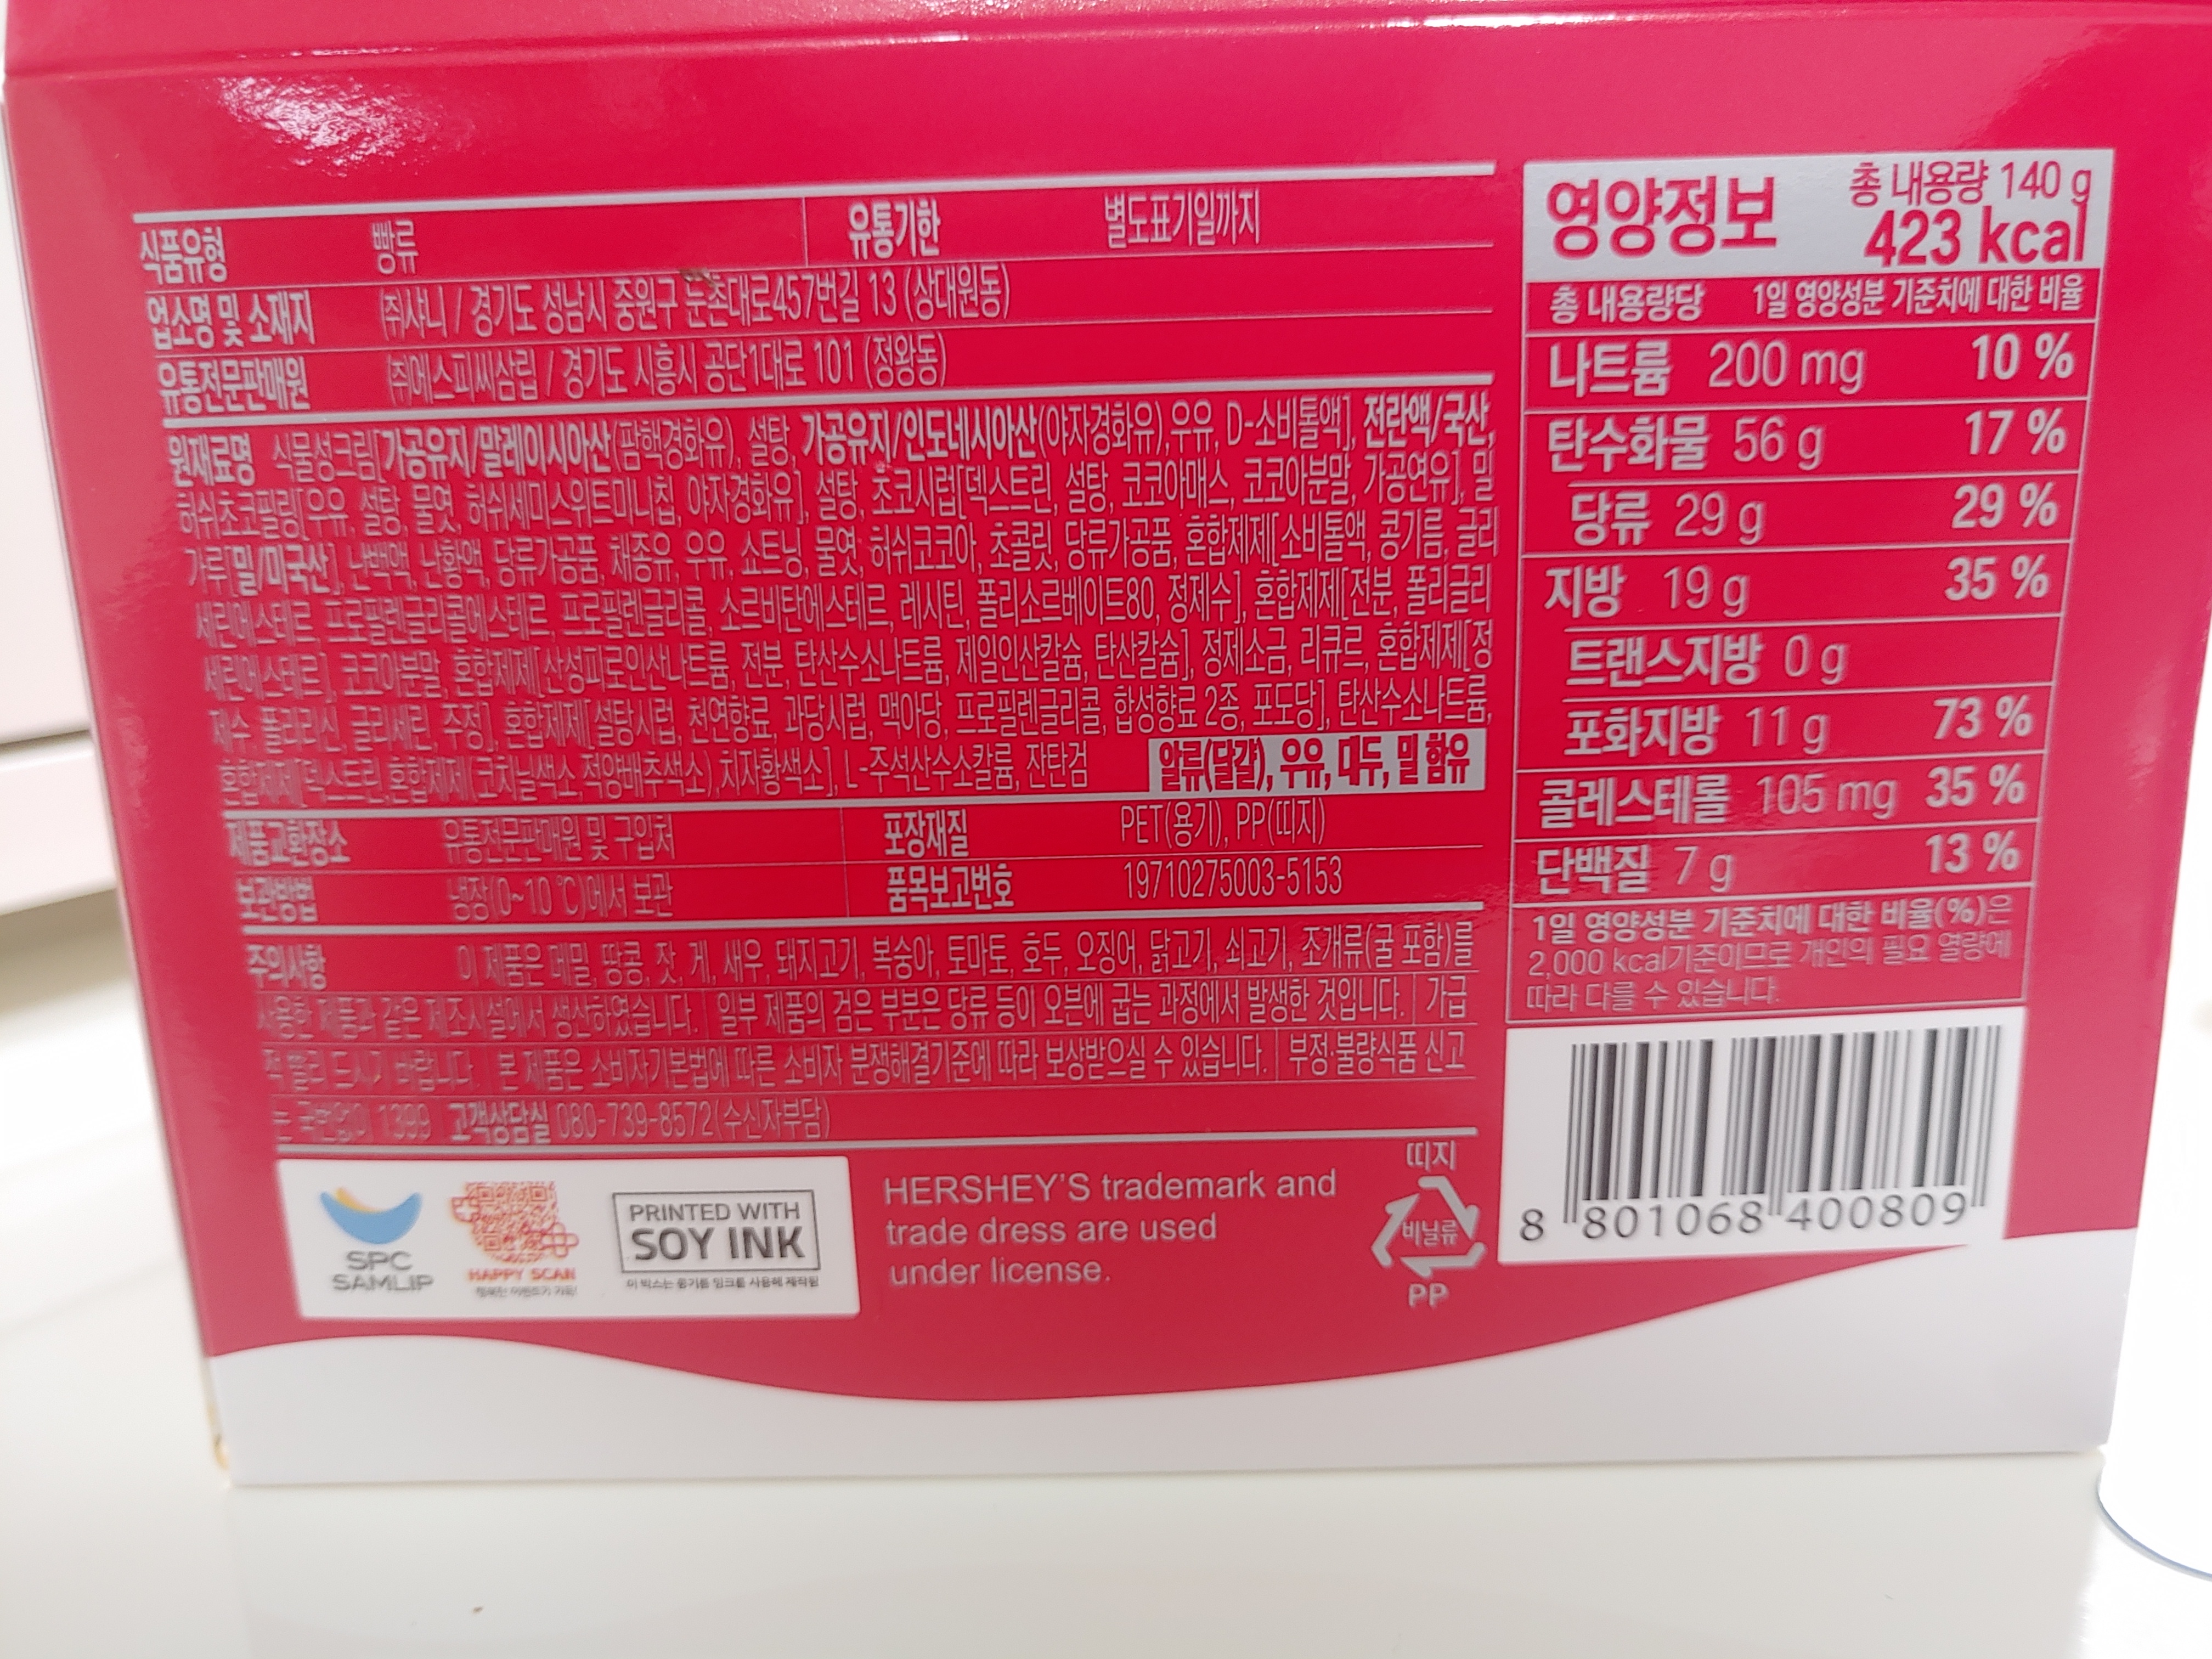 식품유형 빵류 유통기한 별도표기일까지
업소명 및 소재지 ㈜샤니 / 경기도 성남시 중원구 둔촌대로457번길 13 (상대원동)
유통전문판매원 ㈜에스피씨삼립 / 경기도 시흥시 공단1대로 101 (정왕동)
원재료명 식물성크림[가공유지/말레이시아산(팜핵경화유), 설탕, 가공유지/인도네시아산(야자경화유), 우유, D-소비톨액], 전란액/국산,
허쉬초코필링[우유, 설탕, 물엿, 허쉬세미스위트미니칩, 야자경화유], 설탕, 초코시럽[덱스트린, 설탕, 코코아매스, 코코아분말, 가공연유], 밀
가루[밀/미국산], 난백액, 난황액, 당류가공품, 채종유, 우유, 쇼트닝, 물엿, 허쉬코코아, 초콜릿, 당류가공품, 혼합제제[소비톨액, 콩기름, 글리
세린에스테르, 프로필렌글리콜에스테르, 프로필렌글리콜, 소르비탄에스테르, 레시틴, 폴리소르베이트80, 정제수], 혼합제제[전분, 폴리글리
세린에스테르], 코코아분말, 혼합제제[산성피로인산나트륨, 전분, 탄산수소나트륨, 제일인산칼슘, 탄산칼슘], 정제소금, 리큐르, 혼합제제[정
제수, 폴리리신, 글리세린, 주정], 혼합제제[설탕시럽, 천연향료, 과당시럽, 맥아당, 프로필렌글리콜, 합성향료 2종, 포도당], 탄산수소나트륨,
혼합제제[덱스트린, 혼합제제(코치닐색소, 적양배추색소), 치자황색소], L-주석산수소칼륨, 잔탄검 알류(달걀), 우유, 대두, 밀 함유
제품교환장소 유통전문판매원 및 구입처 포장재질 PET(용기), PP(띠지)
보관방법 냉장(0~10 ℃)에서 보관 품목보고번호 19710275003-5153
주의사항 이 제품은 메밀, 땅콩, 잣, 게, 새우, 돼지고기, 복숭아, 토마토, 호두, 오징어, 닭고기, 쇠고기, 조개류(굴 포함)를
사용한 제품과 같은 제조시설에서 생산하였습니다. | 일부 제품의 검은 부분은 당류 등이 오븐에 굽는 과정에서 발생한 것입니다. | 가급
적 빨리 드시기 바랍니다. 본 제품은 소비자기본법에 따른 소비자 분쟁해결기준에 따라 보상받으실 수 있습니다. | 부정·불량식품 신고
는 국번없이 1399 고객상담실 080-739-8572(수신자부담)
SPC
SAMLIP
HAPPY SCAN
PRINTED WITH
SOY INK
이 박스는 콩기름 잉크를 사용해 제작됨
HERSHEY'S trademark and
trade dress are used
under license.
띠지
비닐류
PP
영양정보 총 내용량 140 g
423 kcal
총 내용량당 1일 영양성분 기준치에 대한 비율
나트륨 200 mg 10 %
탄수화물 56 g 17 %
당류 29 g 29 %
지방 19 g 35 %
트랜스지방 0 g
포화지방 11 g 73 %
콜레스테롤 105 mg 35 %
단백질 7 g 13 %
1일 영양성분 기준치에 대한 비율(%)은
2,000 kcal기준이므로 개인의 필요 열량에
따라 다를 수 있습니다.
8 801068 400809